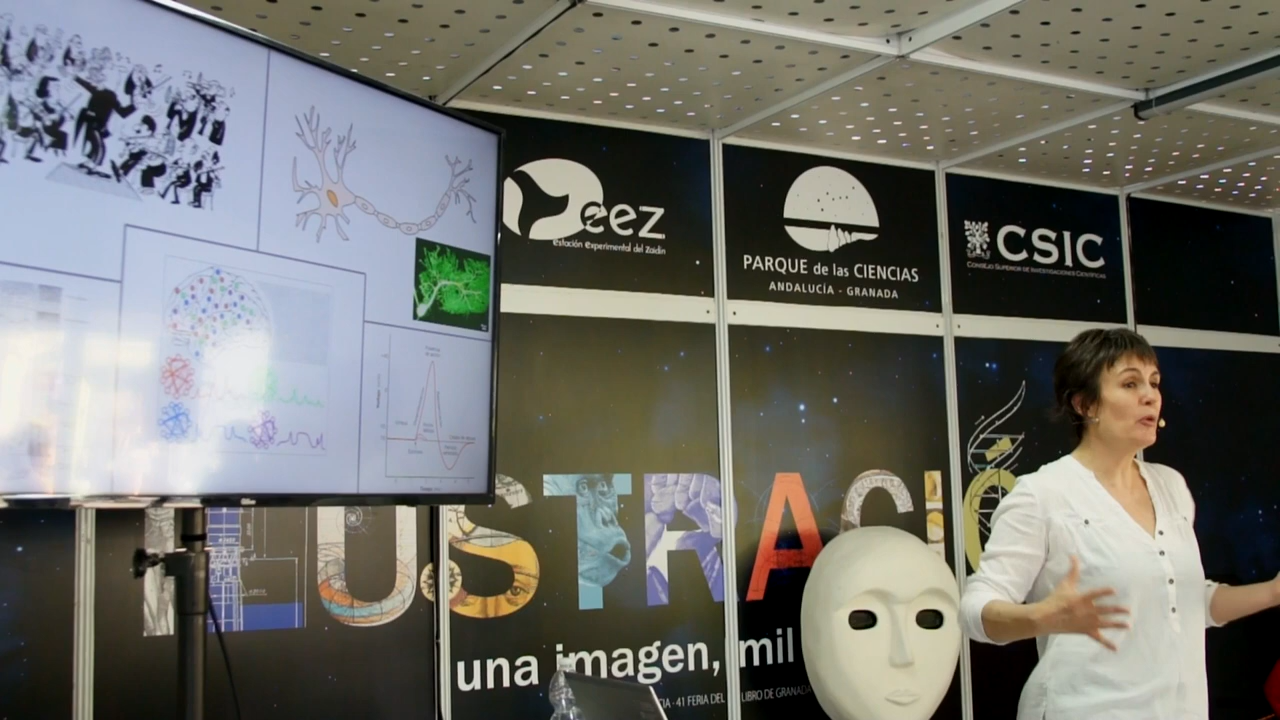 eez
Estación Experimental del Zaidín
PARQUE de las CIENCIAS
ANDALUCÍA - GRANADA
CSIC
CONSEJO SUPERIOR DE INVESTIGACIONES CIENTÍFICAS
ILUSTRACIÓ
una imagen, mil
41 FERIA DEL LIBRO DE GRANADA